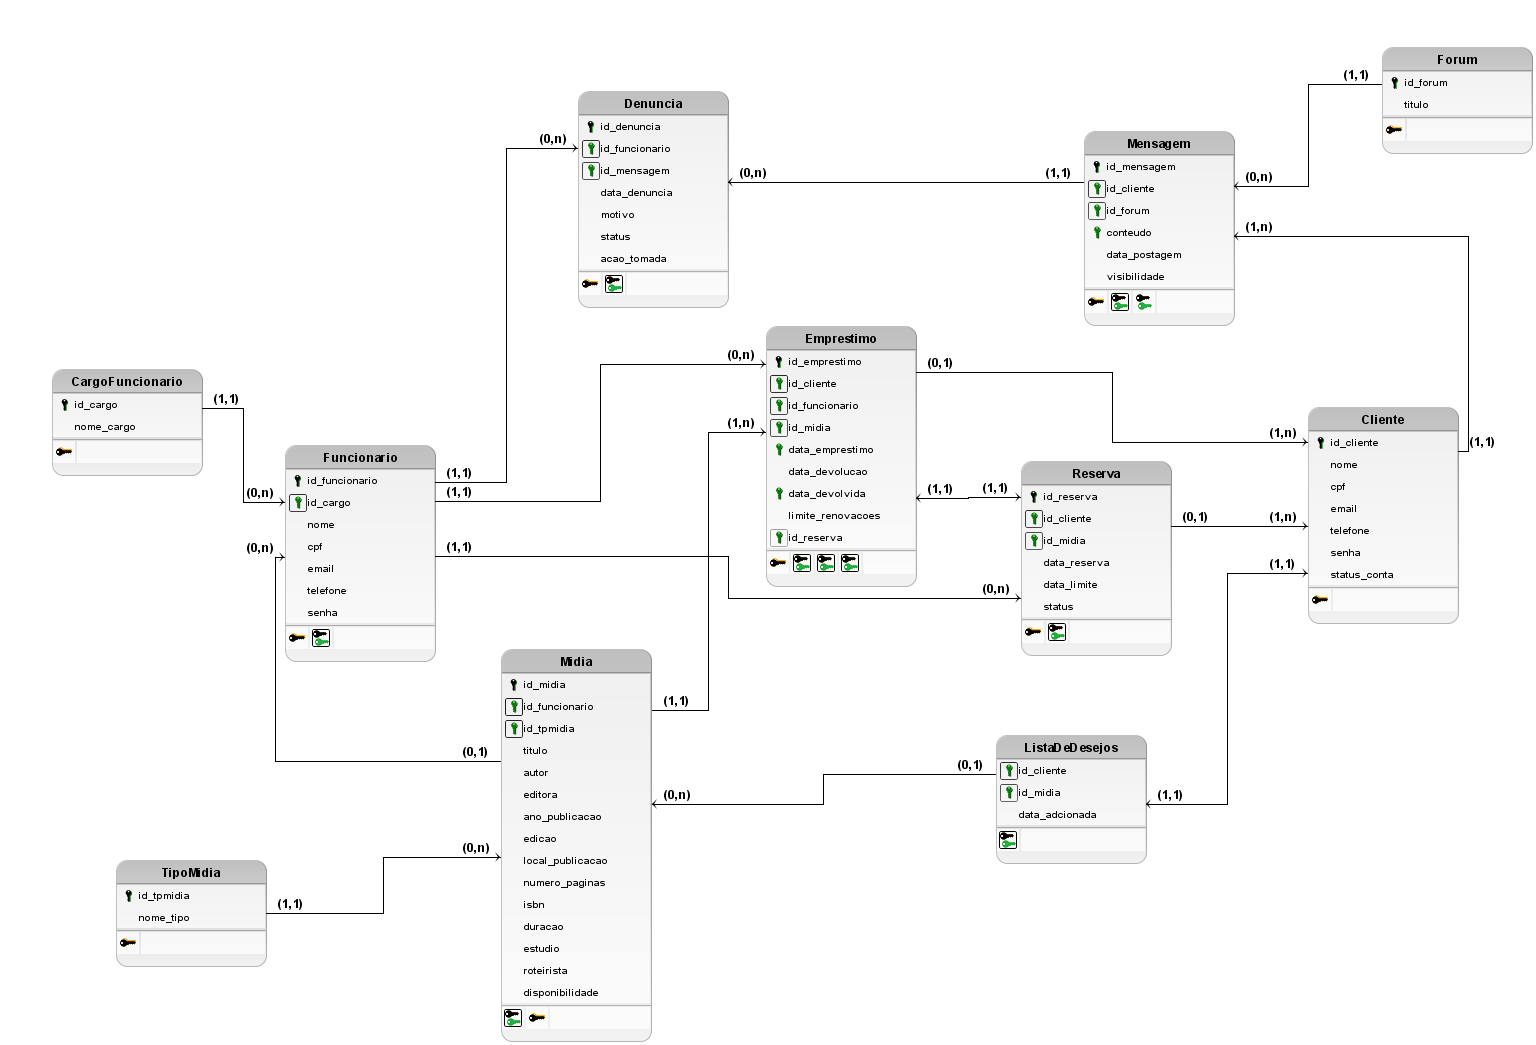 Forum
id_forum
titulo
(1,1)
Denuncia
id_denuncia
id_funcionario
id_mensagem
data_denuncia
motivo
status
acao_tomada
(0,n)
(0,n)
(1,1)
Mensagem
id_mensagem
id_cliente
id_forum
conteudo
data_postagem
visibilidade
(0,n)
(1,n)
Emprestimo
id_emprestimo
id_cliente
id_funcionario
id_midia
data_emprestimo
data_devolucao
data_devolvida
limite_renovacoes
id_reserva
(0,n)
(1,n)
(0,1)
(1,1)
CargoFuncionario
id_cargo
nome_cargo
(1,1)
(0,n)
(0,n)
Funcionario
id_funcionario
id_cargo
nome
cpf
email
telefone
senha
(1,1)
(1,1)
(1,1)
Cliente
id_cliente
nome
cpf
email
telefone
senha
status_conta
(1,n)
(1,1)
(1,n)
(1,1)
Reserva
id_reserva
id_cliente
id_midia
data_reserva
data_limite
status
(1,1)
(0,1)
(0,n)
Midia
id_midia
id_funcionario
id_tpmidia
titulo
autor
editora
ano_publicacao
edicao
local_publicacao
numero_paginas
isbn
duracao
estudio
roteirista
disponibilidade
(1,1)
(0,1)
(0,n)
(0,n)
ListaDeDesejos
id_cliente
id_midia
data_adcionada
(0,1)
(1,1)
TipoMidia
id_tpmidia
nome_tipo
(1,1)